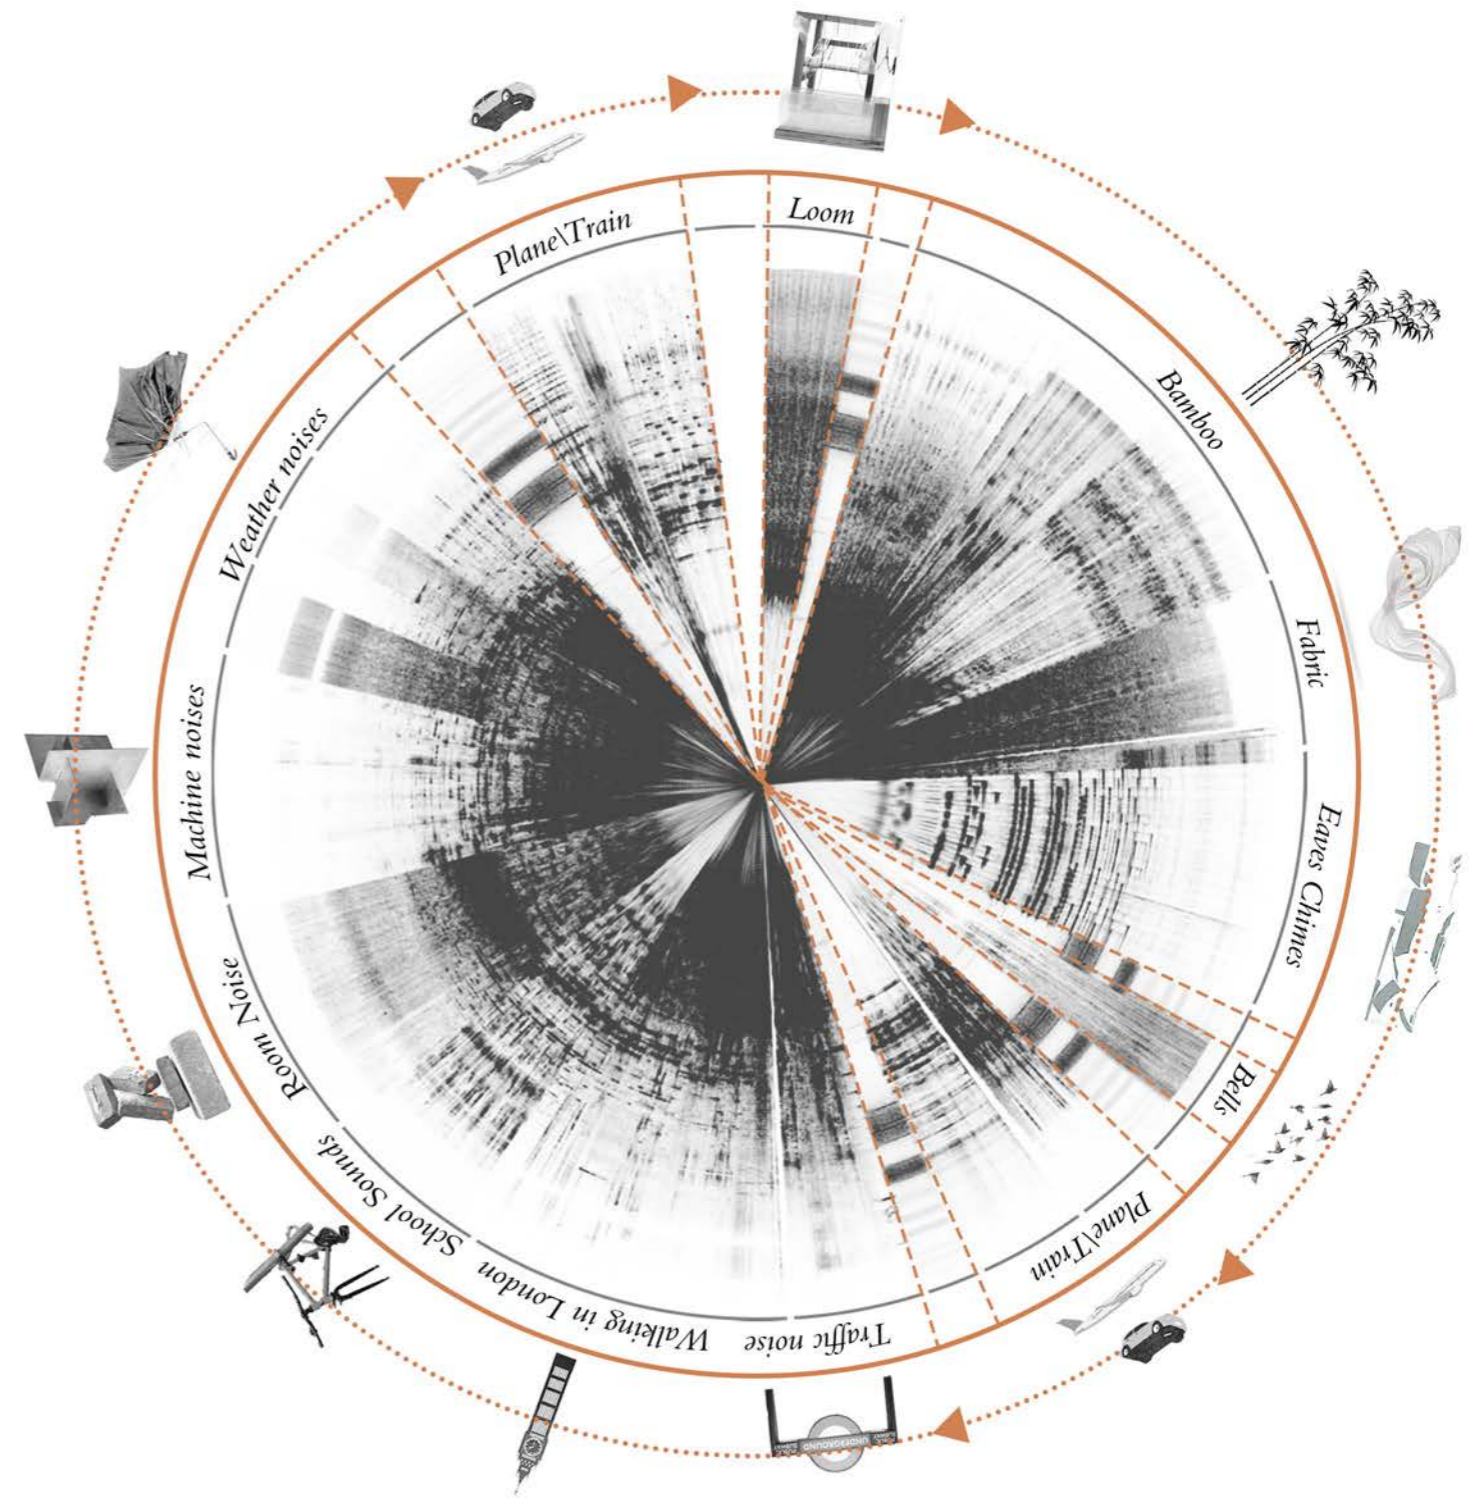 Loom
Bamboo
Fabric
Eaves Chimes
Bells
Plane\Train
Traffic noise
Walking in London
School Sounds
Room Noise
Machine noises
Weather noises
Plane\Train
UNDERGROUND